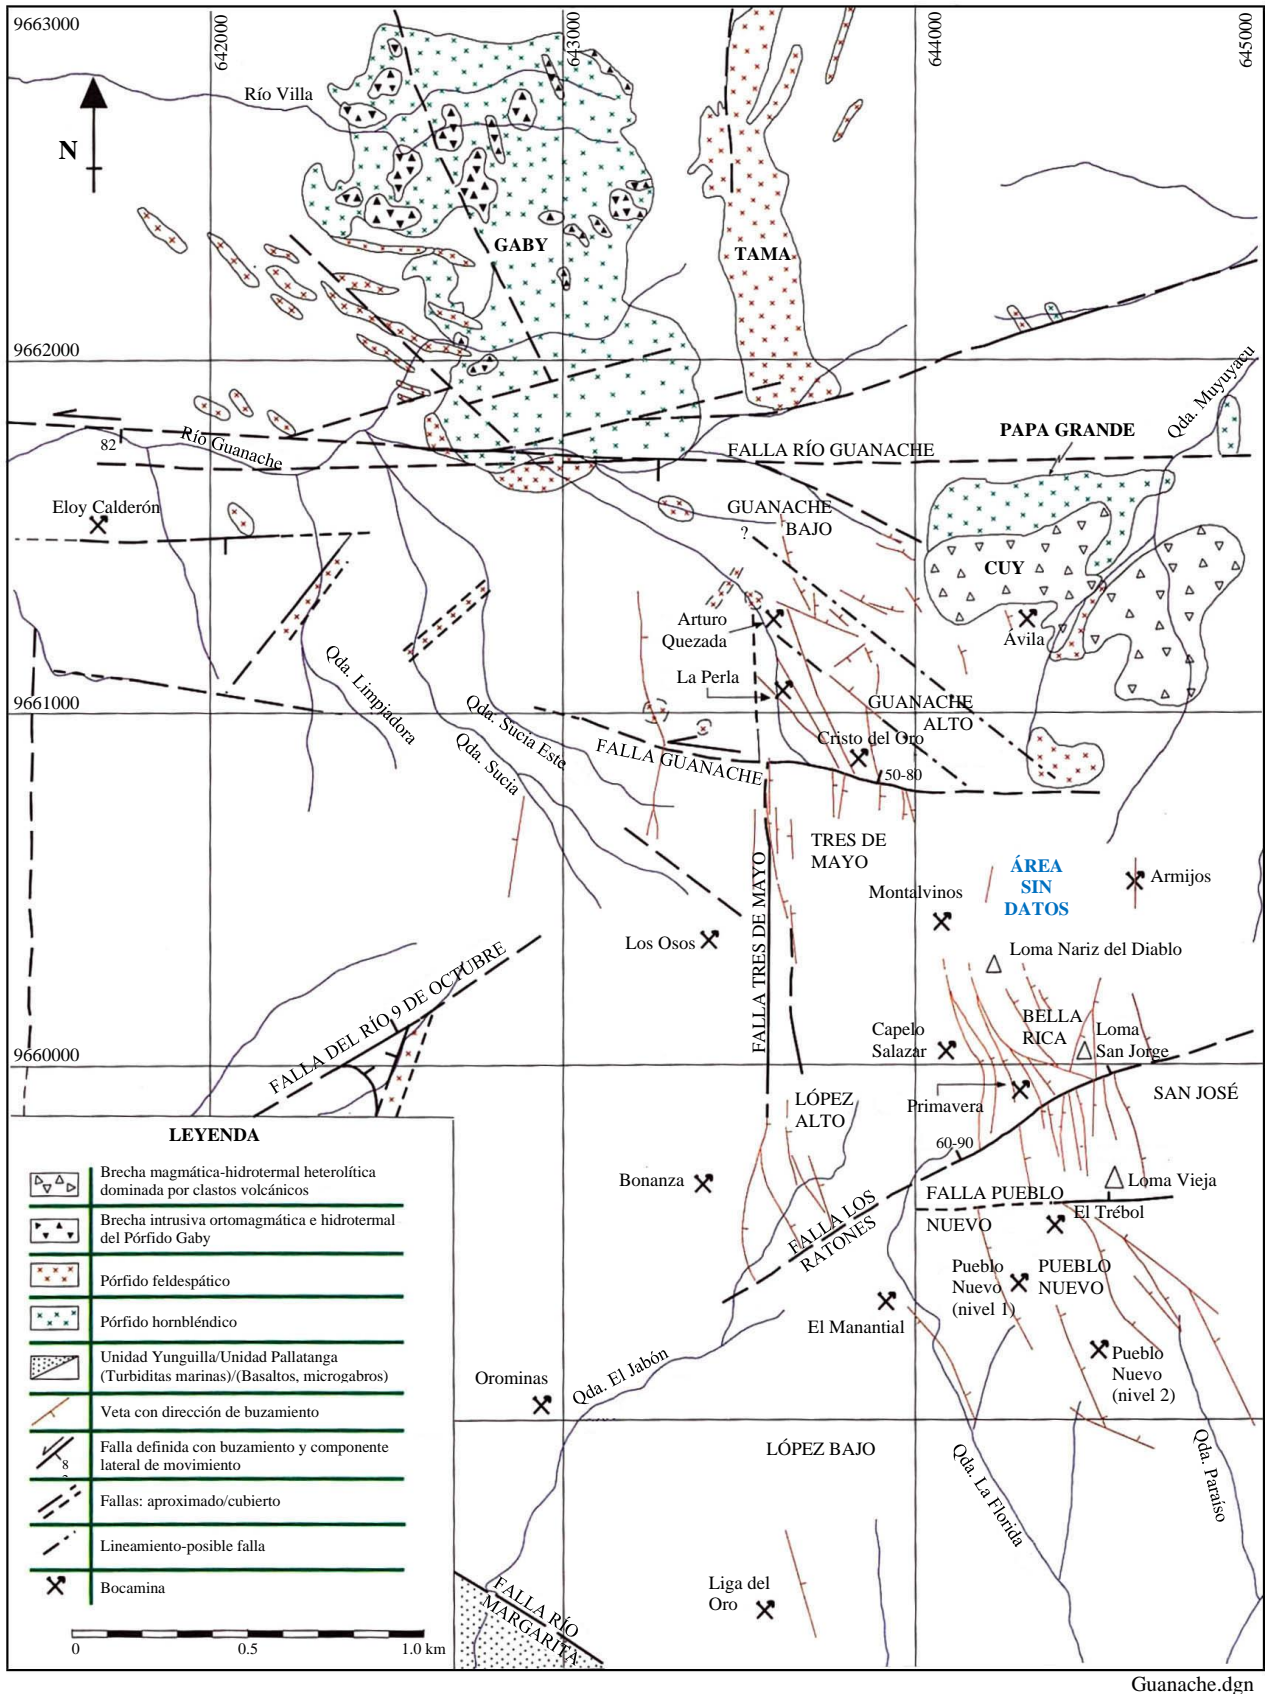 9663000
642000
643000
644000
645000
Río Villa
N
GABY
TAMA
9662000
Qda. Muyuyacu
82
Río Guanache
FALLA RÍO GUANACHE
PAPA GRANDE
Eloy Calderón
GUANACHE
BAJO
?
CUY
Arturo
Quezada
Ávila
La Perla
Qda. Limpiadora
Qda. Sucia Este
Qda. Sucia
9661000
GUANACHE
ALTO
FALLA GUANACHE
Cristo del Oro
50-80
TRES DE
MAYO
ÁREA
SIN
DATOS
Armijos
Montalvinos
Los Osos
FALLA TRES DE MAYO
Loma Nariz del Diablo
FALLA DEL RÍO 9 DE OCTUBRE
BELLA
RICA
Capelo
Salazar
Loma
San Jorge
9660000
Primavera
SAN JOSÉ
LÓPEZ
ALTO
60-90
Bonanza
Loma Vieja
FALLA PUEBLO
NUEVO
El Trébol
FALLA LOS
RATONES
Pueblo
Nuevo
(nivel 1)
PUEBLO
NUEVO
El Manantial
Pueblo
Nuevo
(nivel 2)
Orominas
Qda. El Jabón
LÓPEZ BAJO
Qda. La Florida
Qda. Paraíso
Liga del
Oro
FALLA RÍO
MARGARITA
LEYENDA
Brecha magmática-hidrotermal heterolítica
dominada por clastos volcánicos
Brecha intrusiva ortomagmática e hidrotermal
del Pórfido Gaby
Pórfido feldespático
Pórfido hornbléndico
Unidad Yunguilla/Unidad Pallatanga
(Turbiditas marinas)/(Basaltos, microgabros)
Veta con dirección de buzamiento
Falla definida con buzamiento y componente
lateral de movimiento
8
Fallas: aproximado/cubierto
Lineamiento-posible falla
Bocamina
0
0.5
1.0 km
Guanache.dgn